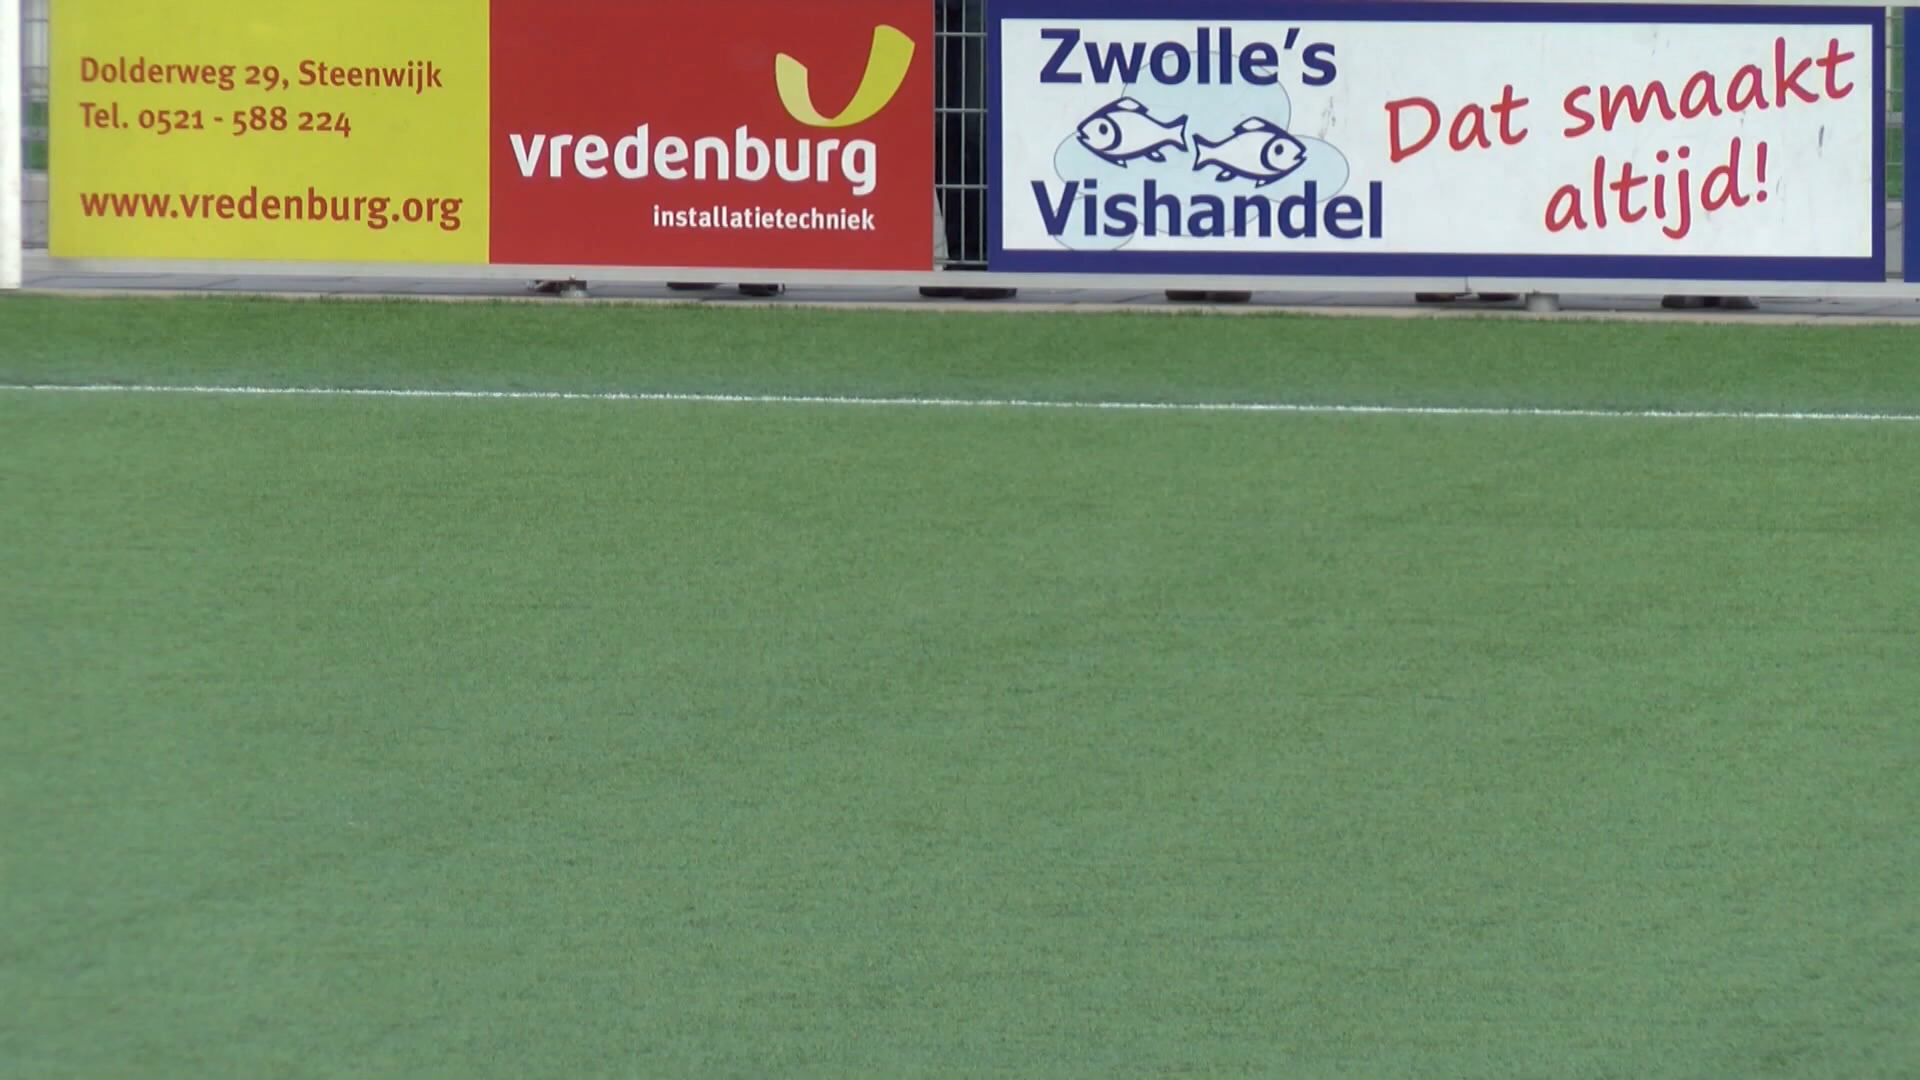 Dolderweg 29, Steenwijk
Tel. 0521 - 588 224
www.vredenburg.org
vredenburg
installatietechniek
Zwolle's
Vishandel
Dat smaakt
altijd!